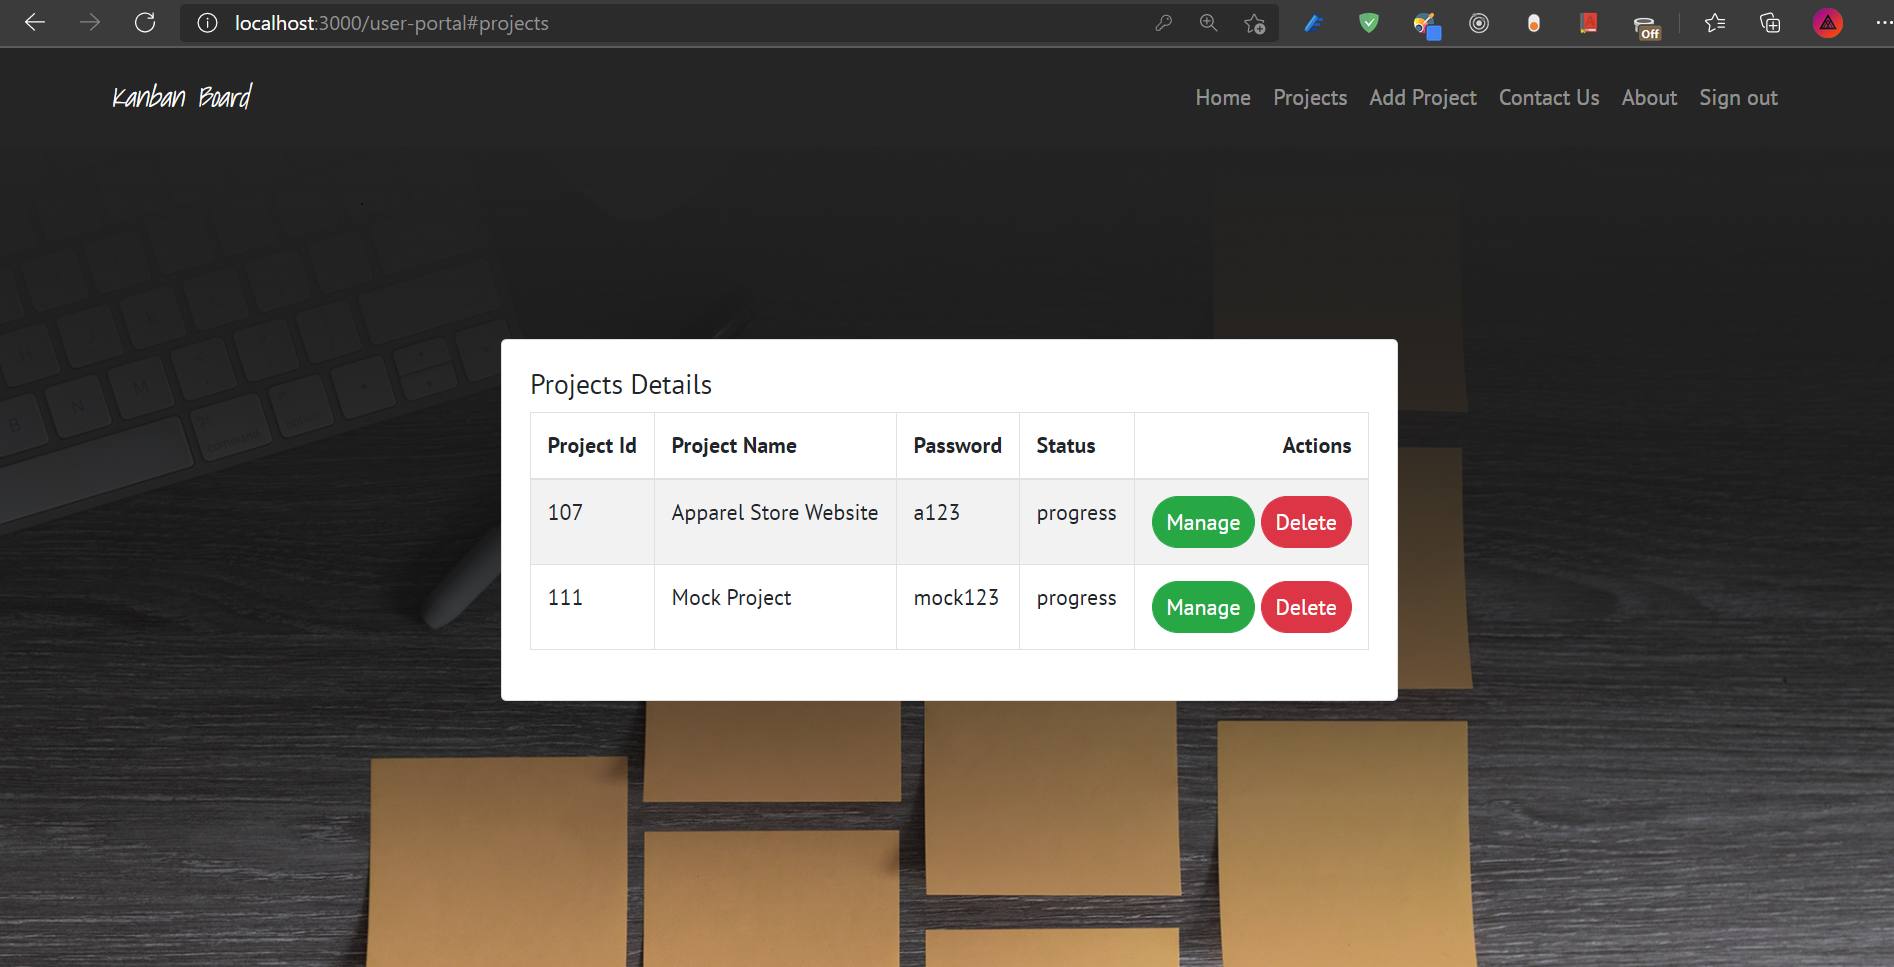 localhost:3000/user-portal#projects
Off
Kanban Board
Home Projects Add Project Contact Us About Sign out
Projects Details
Project Id Project Name Password Status Actions
107 Apparel Store Website a123 progress Manage Delete
111 Mock Project mock123 progress Manage Delete
B N M
command
option